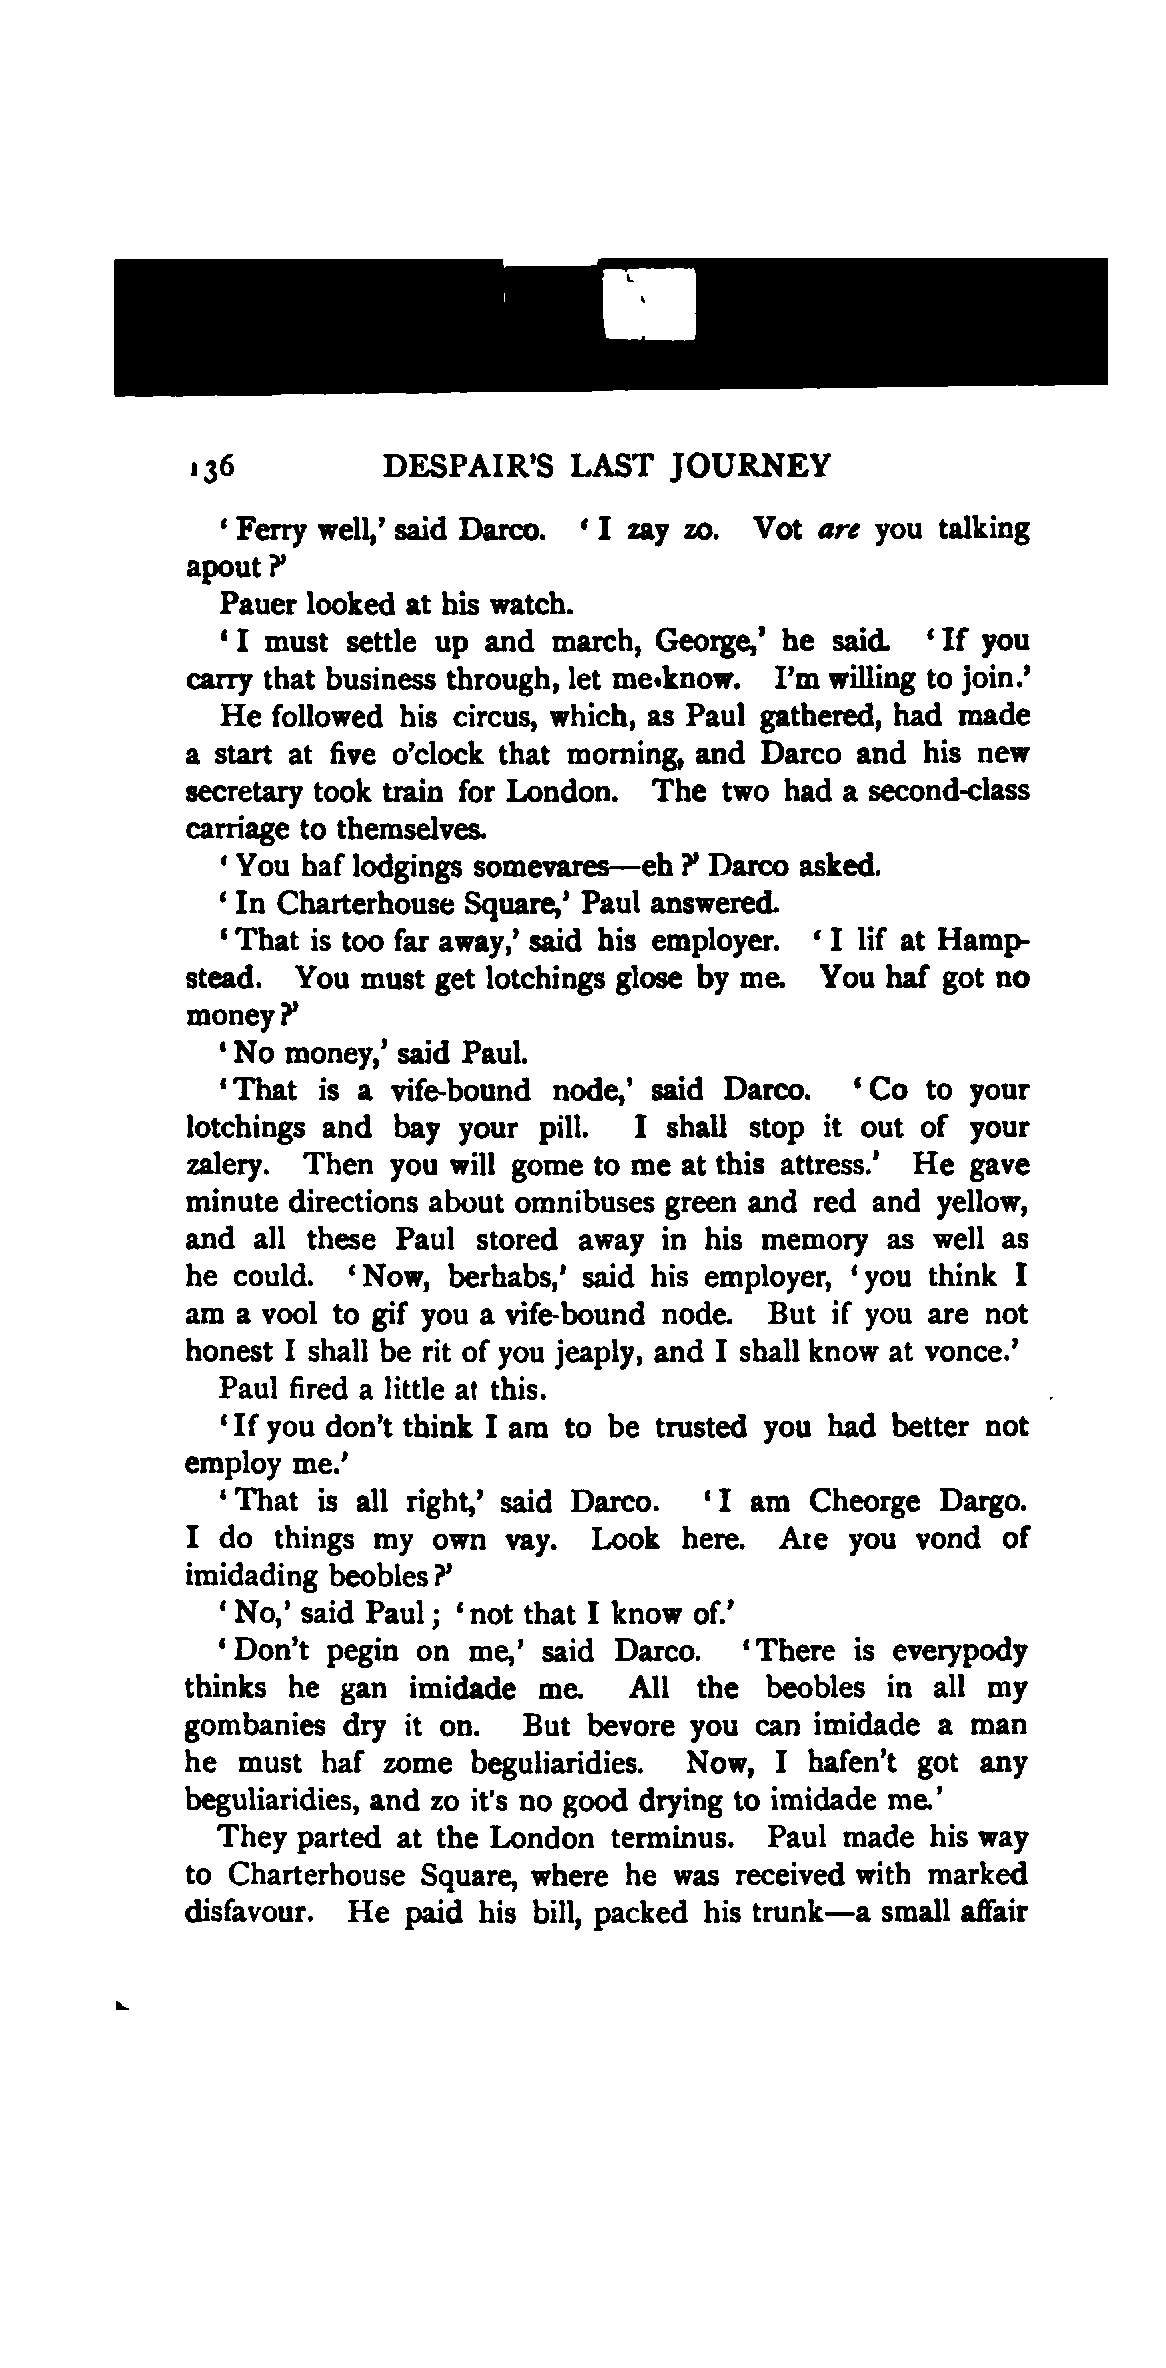 136 DESPAIR'S LAST JOURNEY
‘Ferry well,’ said Darco. ‘I zay zo. Vot are you talking
apout?’
Pauer looked at his watch.
‘I must settle up and march, George,’ he said. ‘If you
carry that business through, let me know. I'm willing to join.’
He followed his circus, which, as Paul gathered, had made
a start at five o'clock that morning, and Darco and his new
secretary took train for London. The two had a second-class
carriage to themselves.
‘You haf lodgings somevares—eh?’ Darco asked.
‘In Charterhouse Square,’ Paul answered.
‘That is too far away,’ said his employer. ‘I lif at Hamp-
stead. You must get lotchings glose by me. You haf got no
money?’
‘No money,’ said Paul.
‘That is a vife-bound node,’ said Darco. ‘Co to your
lotchings and bay your pill. I shall stop it out of your
zalery. Then you will gome to me at this attress.’ He gave
minute directions about omnibuses green and red and yellow,
and all these Paul stored away in his memory as well as
he could. ‘Now, berhabs,’ said his employer, ‘you think I
am a vool to gif you a vife-bound node. But if you are not
honest I shall be rit of you jeaply, and I shall know at vonce.’
Paul fired a little at this.
‘If you don't think I am to be trusted you had better not
employ me.’
‘That is all right,’ said Darco. ‘I am Cheorge Dargo.
I do things my own vay. Look here. Are you vond of
imidading beobles?’
‘No,’ said Paul; ‘not that I know of.’
‘Don't pegin on me,’ said Darco. ‘There is everypody
thinks he gan imidade me. All the beobles in all my
gombanies dry it on. But bevore you can imidade a man
he must haf zome beguliaridies. Now, I hafen't got any
beguliaridies, and zo it's no good drying to imidade me.’
They parted at the London terminus. Paul made his way
to Charterhouse Square, where he was received with marked
disfavour. He paid his bill, packed his trunk—a small affair